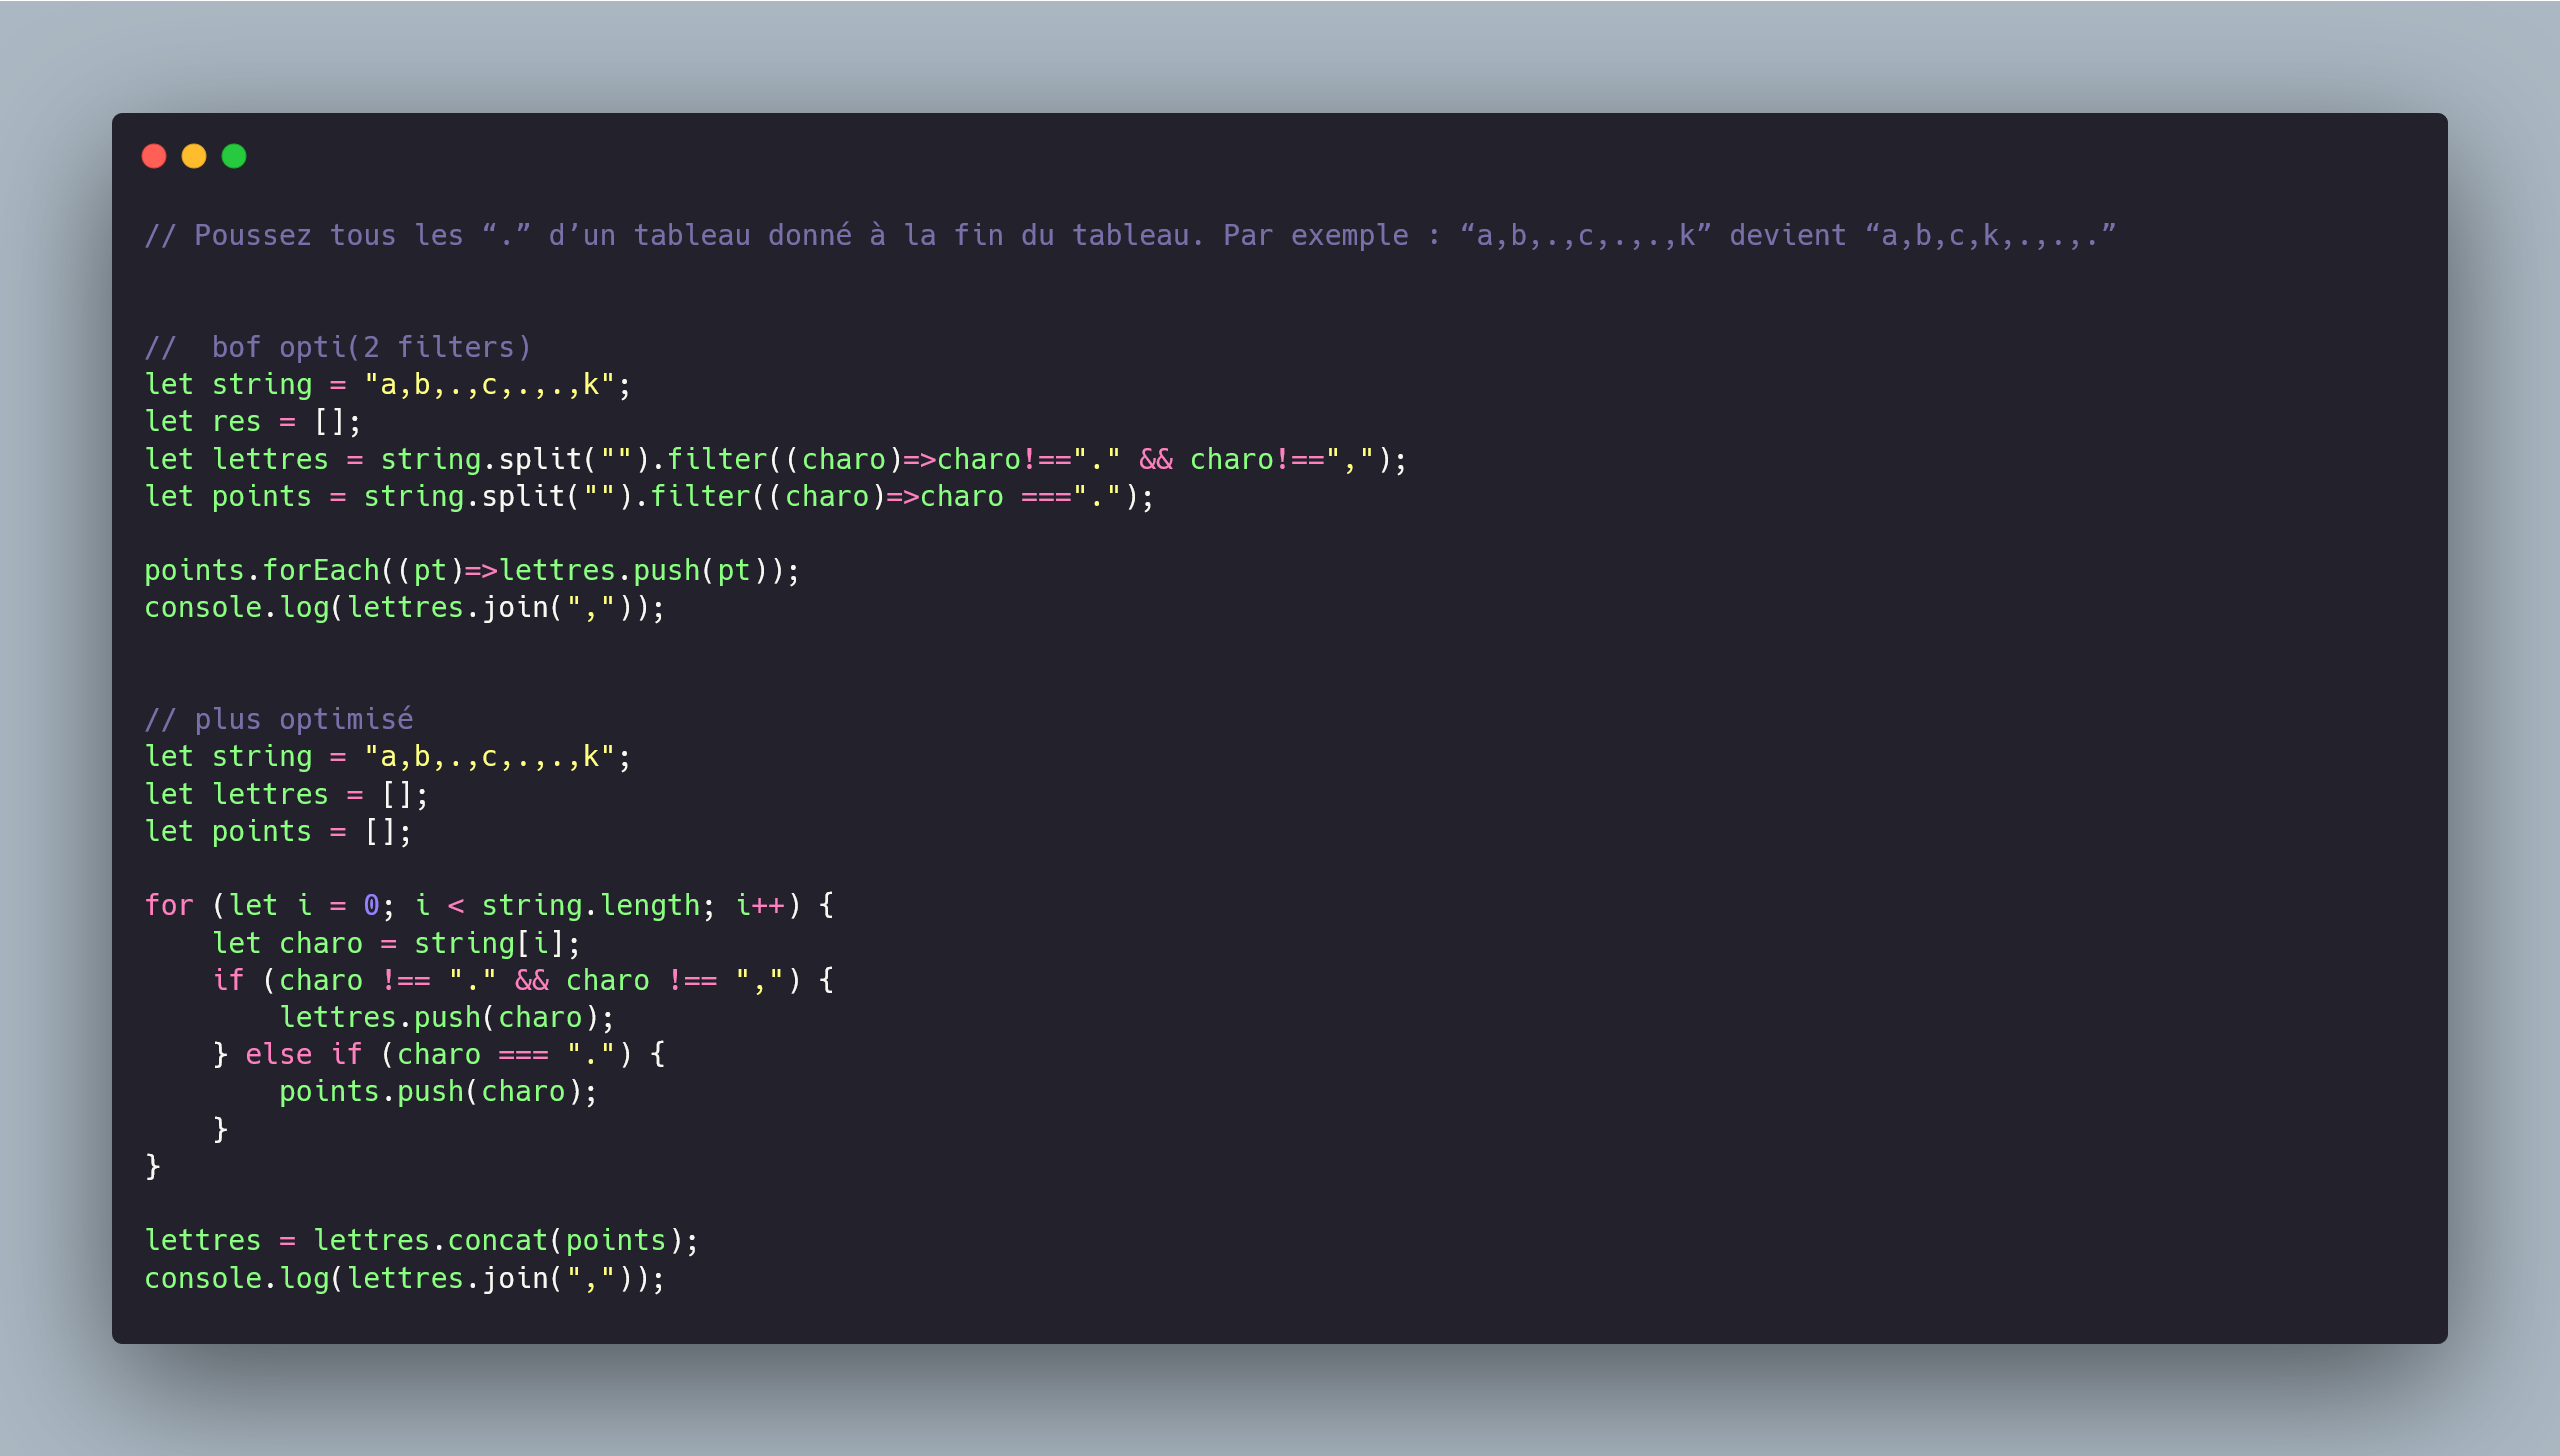 // Poussez tous les “.” d’un tableau donné à la fin du tableau. Par exemple : “a,b,.,c,.,.,k” devient “a,b,c,k,.,.,.”
//  bof opti(2 filters)
let string = "a,b,.,c,.,.,k";
let res = [];
let lettres = string.split("").filter((charo)=>charo!=="." && charo!==",");
let points = string.split("").filter((charo)=>charo ===".");
points.forEach((pt)=>lettres.push(pt));
console.log(lettres.join(","));
// plus optimisé
let string = "a,b,.,c,.,.,k";
let lettres = [];
let points = [];
for (let i = 0; i < string.length; i++) {
    let charo = string[i];
    if (charo !== "." && charo !== ",") {
        lettres.push(charo);
    } else if (charo === ".") {
        points.push(charo);
    }
}
lettres = lettres.concat(points);
console.log(lettres.join(","));